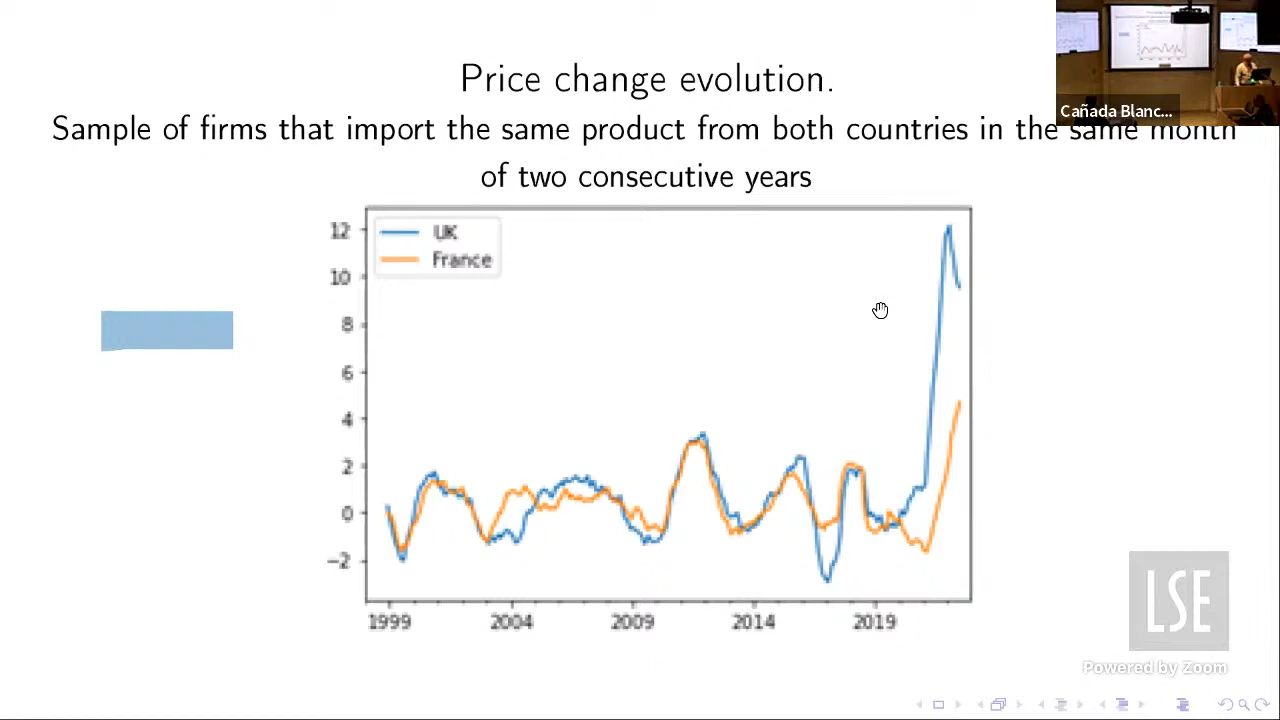 Price change evolution.
Cañada Blanc...
Sample of firms that import the same product from both countries in the same month
of two consecutive years
UK
France
12
10
8
6
4
2
0
−2
1999 2004 2009 2014 2019
LSE
Powered by Zoom